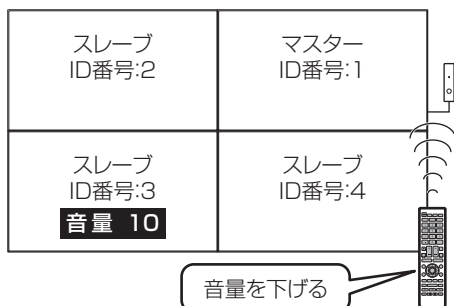 スレーブ
ID番号:2
マスター
ID番号:1
スレーブ
ID番号:3
音量 10
スレーブ
ID番号:4
音量を下げる